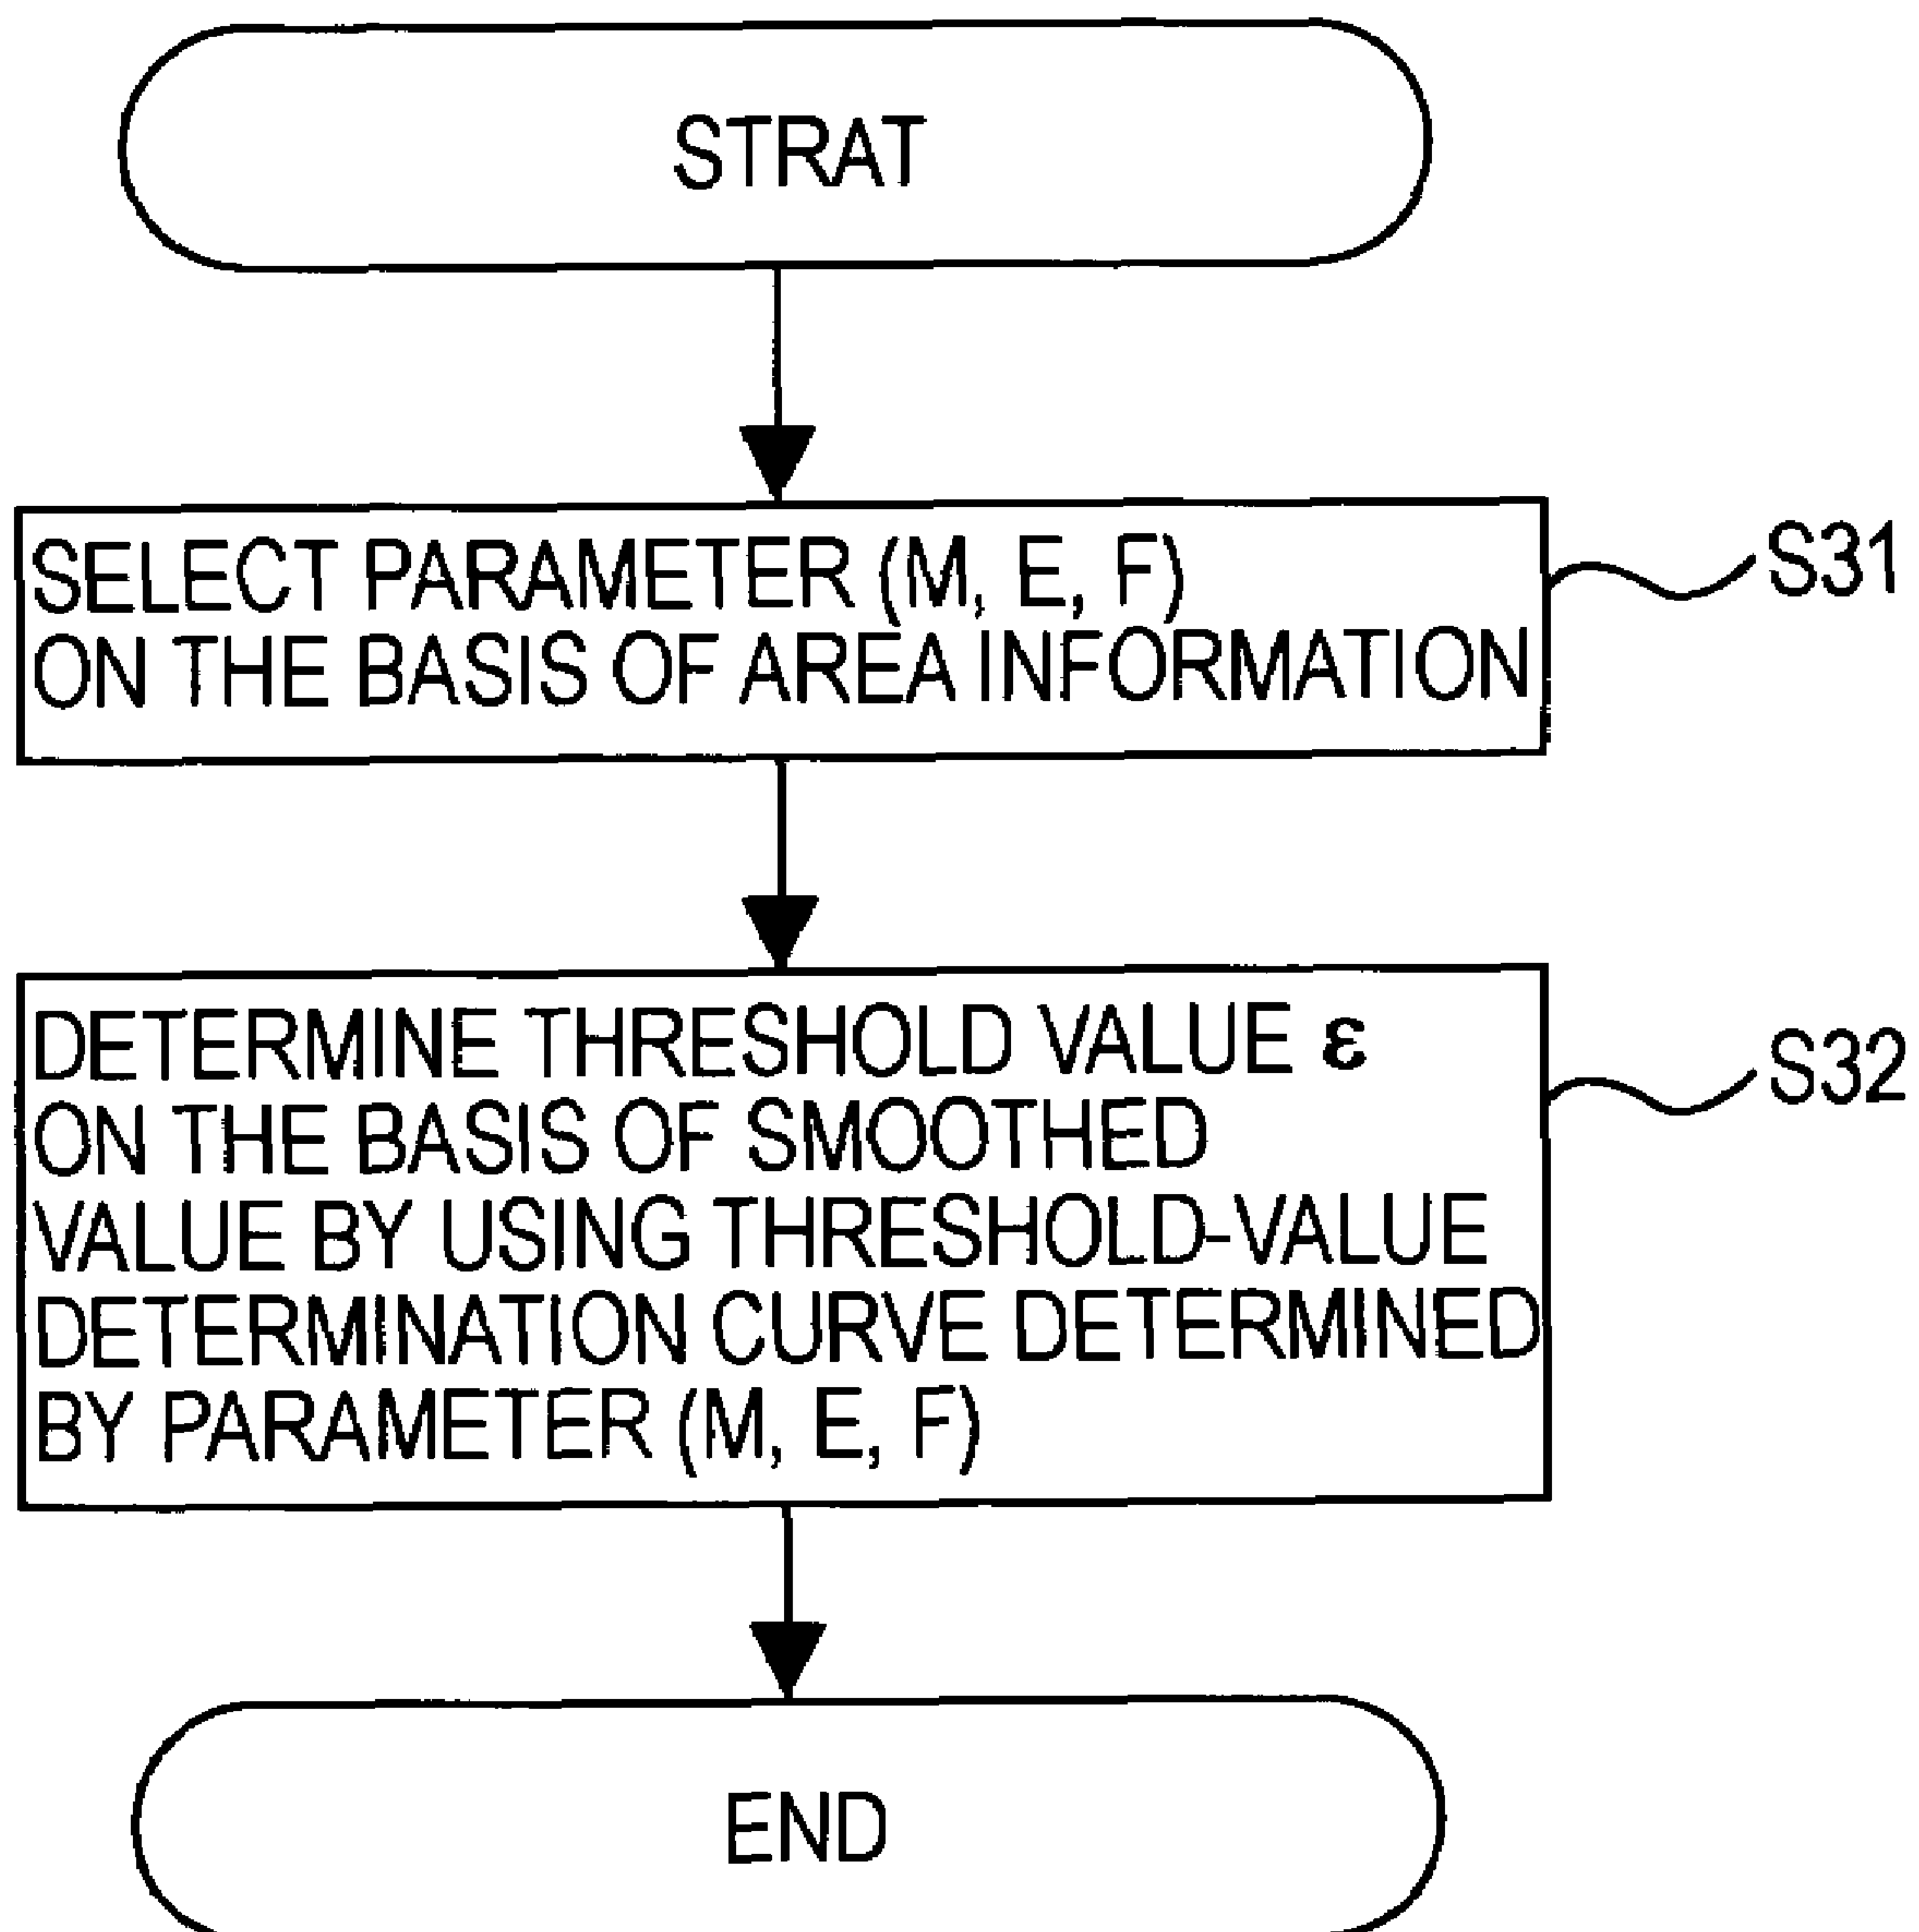 STRAT
SELECT PARAMETER (M, E, F)
ON THE BASIS OF AREA INFORMATION
S31
DETERMINE THRESHOLD VALUE ε
ON THE BASIS OF SMOOTHED
VALUE BY USING THRESHOLD-VALUE
DETERMINATION CURVE DETERMINED
BY PARAMETER (M, E, F)
S32
END